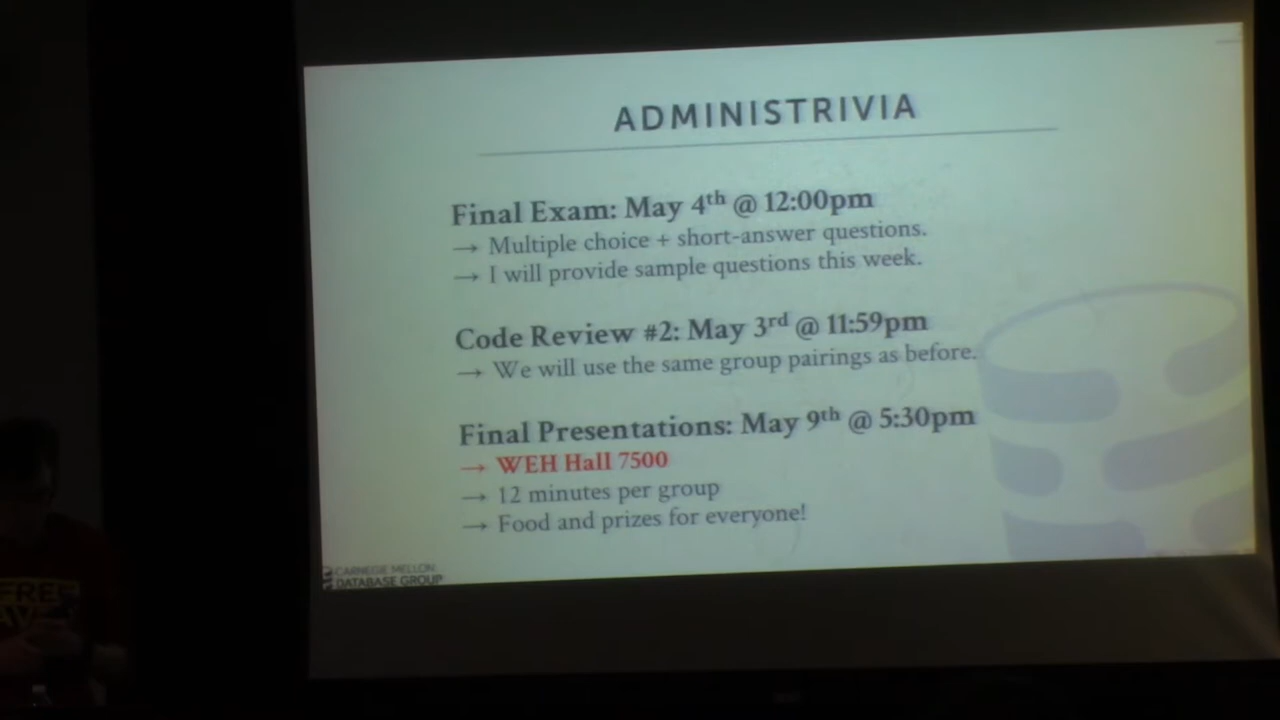 ADMINISTRIVIA
Final Exam: May 4th @ 12:00pm
→ Multiple choice + short-answer questions.
→ I will provide sample questions this week.
Code Review #2: May 3rd @ 11:59pm
→ We will use the same group pairings as before.
Final Presentations: May 9th @ 5:30pm
→ WEH Hall 7500
→ 12 minutes per group
→ Food and prizes for everyone!
CARNEGIE MELLON
DATABASE GROUP
FREE